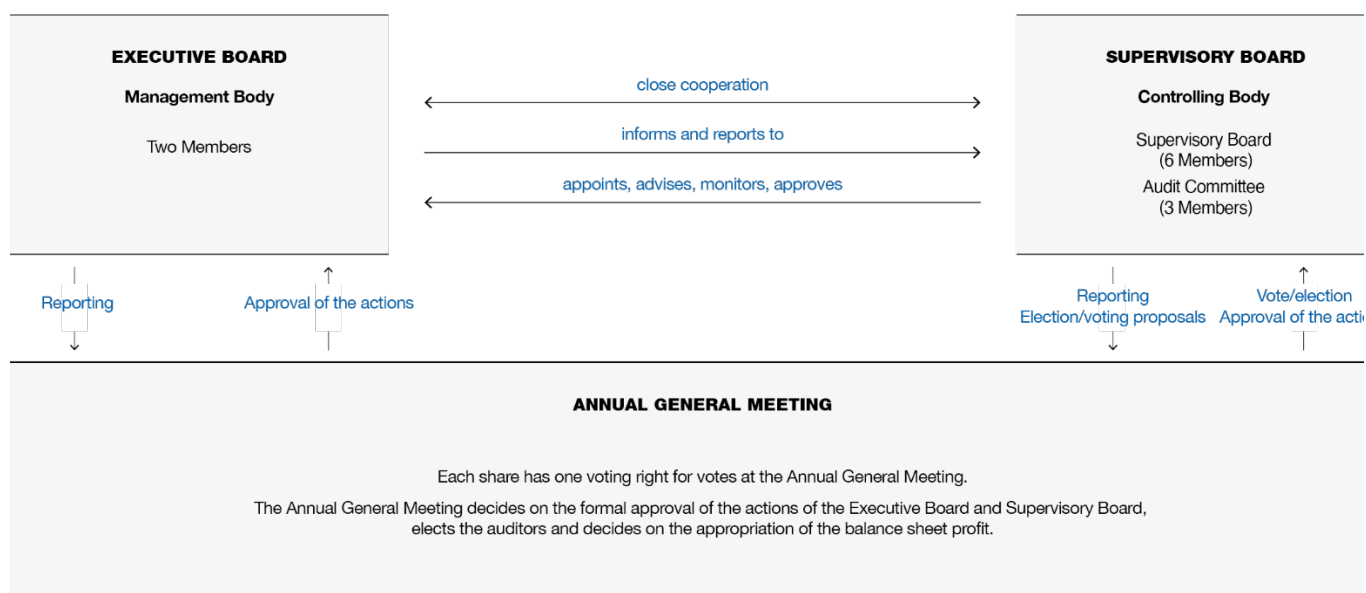 EXECUTIVE BOARD
Management Body
Two Members
close cooperation
informs and reports to
appoints, advises, monitors, approves
SUPERVISORY BOARD
Controlling Body
Supervisory Board
(6 Members)
Audit Committee
(3 Members)
Reporting
Approval of the actions
Reporting
Election/voting proposals
Vote/election
Approval of the
ANNUAL GENERAL MEETING
Each share has one voting right for votes at the Annual General Meeting.
The Annual General Meeting decides on the formal approval of the actions of the Executive Board and Supervisory Board,
elects the auditors and decides on the appropriation of the balance sheet profit.